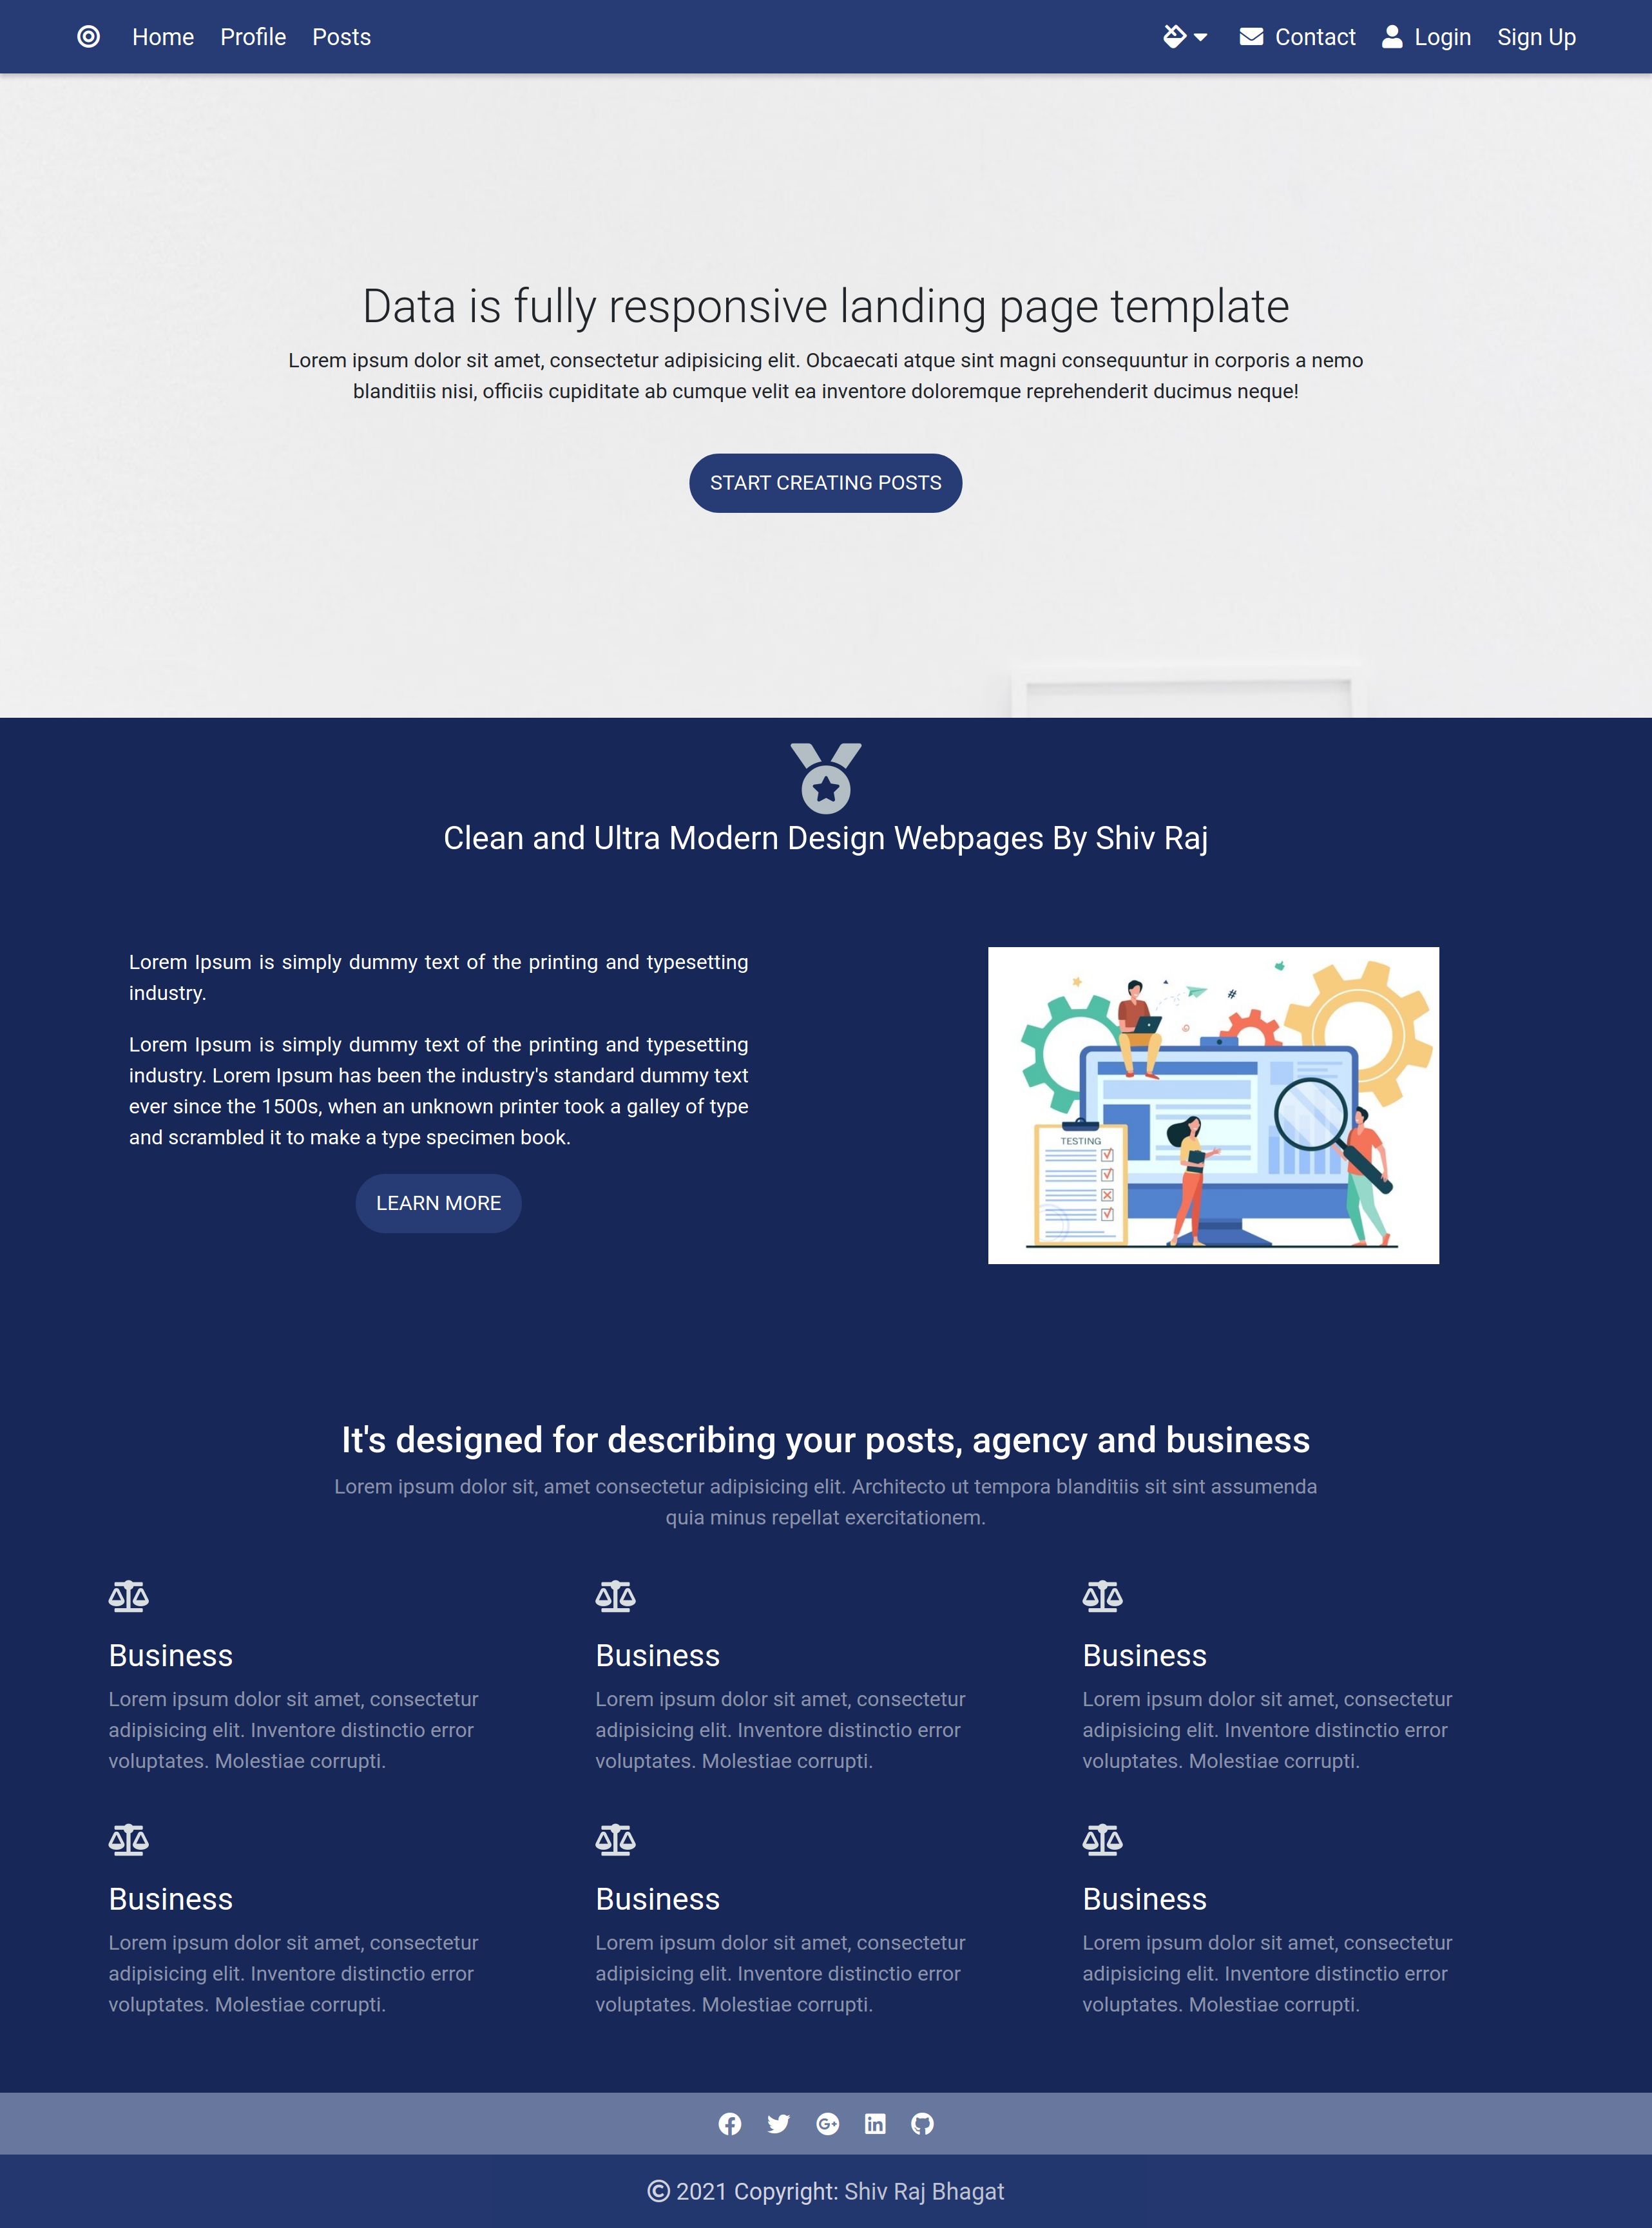 Home Profile Posts Contact Login Sign Up
Data is fully responsive landing page template
Lorem ipsum dolor sit amet, consectetur adipisicing elit. Obcaecati atque sint magni consequuntur in corporis a nemo
blanditiis nisi, officiis cupiditate ab cumque velit ea inventore doloremque reprehenderit ducimus neque!
START CREATING POSTS
Clean and Ultra Modern Design Webpages By Shiv Raj
Lorem Ipsum is simply dummy text of the printing and typesetting
industry.
Lorem Ipsum is simply dummy text of the printing and typesetting
industry. Lorem Ipsum has been the industry's standard dummy text
ever since the 1500s, when an unknown printer took a galley of type
and scrambled it to make a type specimen book.
LEARN MORE
#
TESTING
It's designed for describing your posts, agency and business
Lorem ipsum dolor sit, amet consectetur adipisicing elit. Architecto ut tempora blanditiis sit sint assumenda
quia minus repellat exercitationem.
Business
Lorem ipsum dolor sit amet, consectetur
adipisicing elit. Inventore distinctio error
voluptates. Molestiae corrupti.
Business
Lorem ipsum dolor sit amet, consectetur
adipisicing elit. Inventore distinctio error
voluptates. Molestiae corrupti.
Business
Lorem ipsum dolor sit amet, consectetur
adipisicing elit. Inventore distinctio error
voluptates. Molestiae corrupti.
Business
Lorem ipsum dolor sit amet, consectetur
adipisicing elit. Inventore distinctio error
voluptates. Molestiae corrupti.
Business
Lorem ipsum dolor sit amet, consectetur
adipisicing elit. Inventore distinctio error
voluptates. Molestiae corrupti.
Business
Lorem ipsum dolor sit amet, consectetur
adipisicing elit. Inventore distinctio error
voluptates. Molestiae corrupti.
© 2021 Copyright: Shiv Raj Bhagat